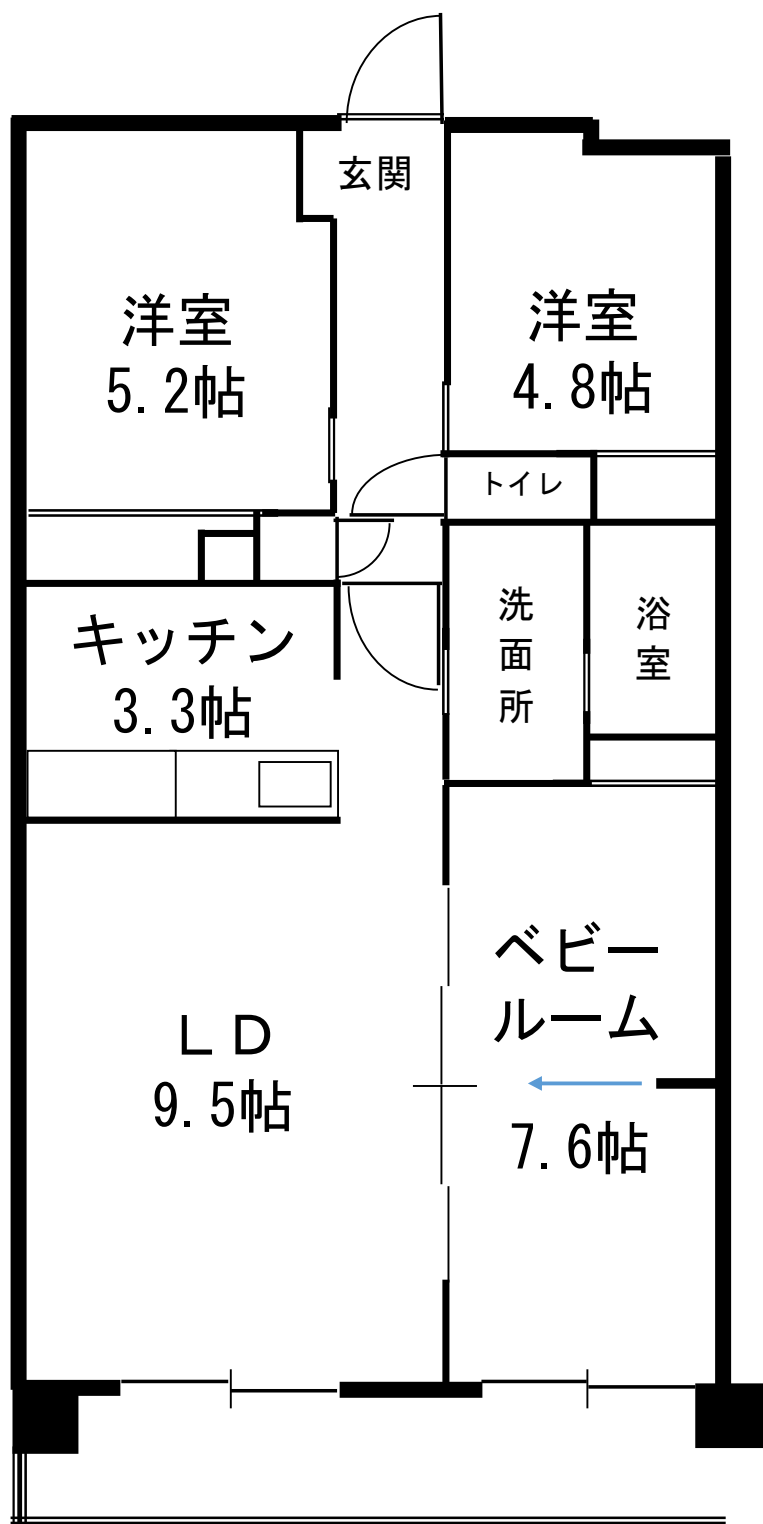 玄関
洋室
5.2帖
洋室
4.8帖
トイレ
キッチン
3.3帖
洗
面
所
浴
室
ベビー
ルーム
7.6帖
ＬＤ
9.5帖